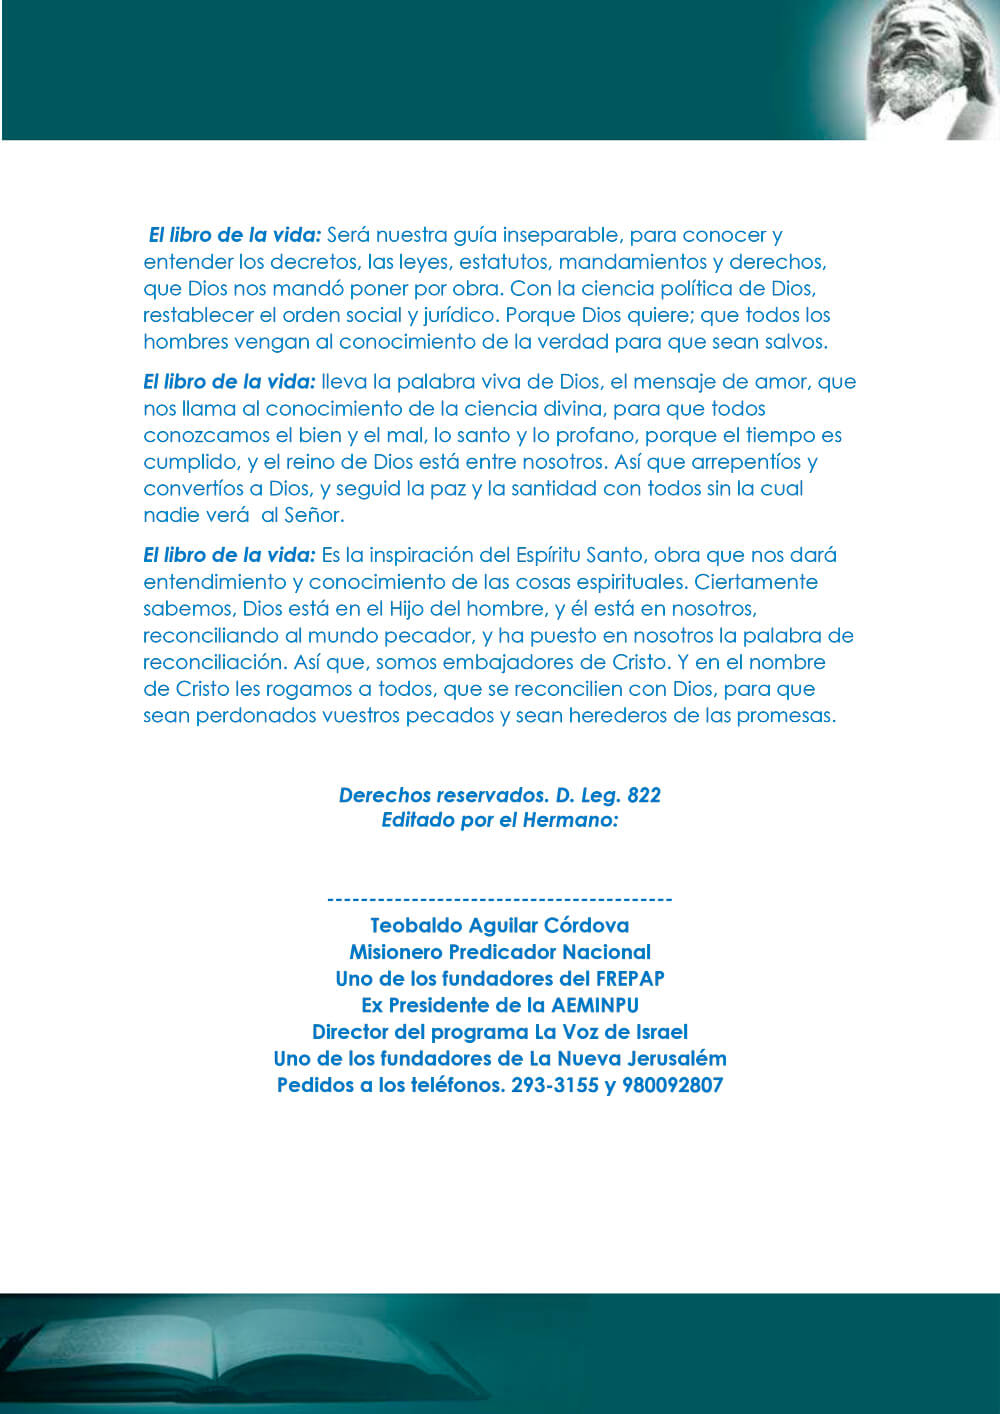 El libro de la vida: Será nuestra guía inseparable, para conocer y
entender los decretos, las leyes, estatutos, mandamientos y derechos,
que Dios nos mandó poner por obra. Con la ciencia política de Dios,
restablecer el orden social y jurídico. Porque Dios quiere; que todos los
hombres vengan al conocimiento de la verdad para que sean salvos.
El libro de la vida: lleva la palabra viva de Dios, el mensaje de amor, que
nos llama al conocimiento de la ciencia divina, para que todos
conozcamos el bien y el mal, lo santo y lo profano, porque el tiempo es
cumplido, y el reino de Dios está entre nosotros. Así que arrepentíos y
convertíos a Dios, y seguid la paz y la santidad con todos sin la cual
nadie verá  al Señor.
El libro de la vida: Es la inspiración del Espíritu Santo, obra que nos dará
entendimiento y conocimiento de las cosas espirituales. Ciertamente
sabemos, Dios está en el Hijo del hombre, y él está en nosotros,
reconciliando al mundo pecador, y ha puesto en nosotros la palabra de
reconciliación. Así que, somos embajadores de Cristo. Y en el nombre
de Cristo les rogamos a todos, que se reconcilien con Dios, para que
sean perdonados vuestros pecados y sean herederos de las promesas.
Derechos reservados. D. Leg. 822
Editado por el Hermano:
-----------------------------------------
Teobaldo Aguilar Córdova
Misionero Predicador Nacional
Uno de los fundadores del FREPAP
Ex Presidente de la AEMINPU
Director del programa La Voz de Israel
Uno de los fundadores de La Nueva Jerusalém
Pedidos a los teléfonos. 293-3155 y 980092807